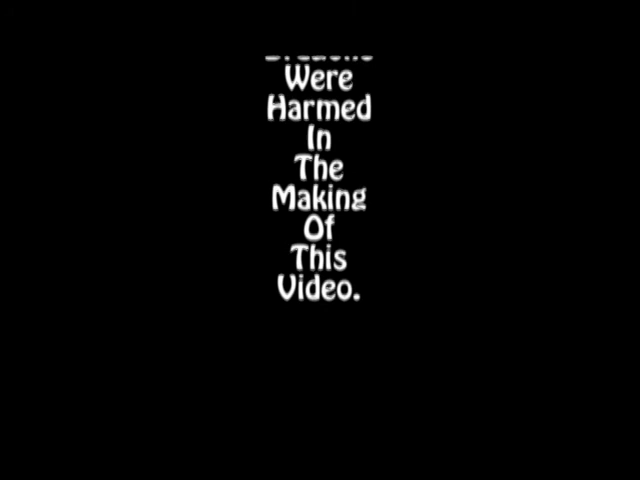 Were
Harmed
In
The
Making
Of
This
Video.